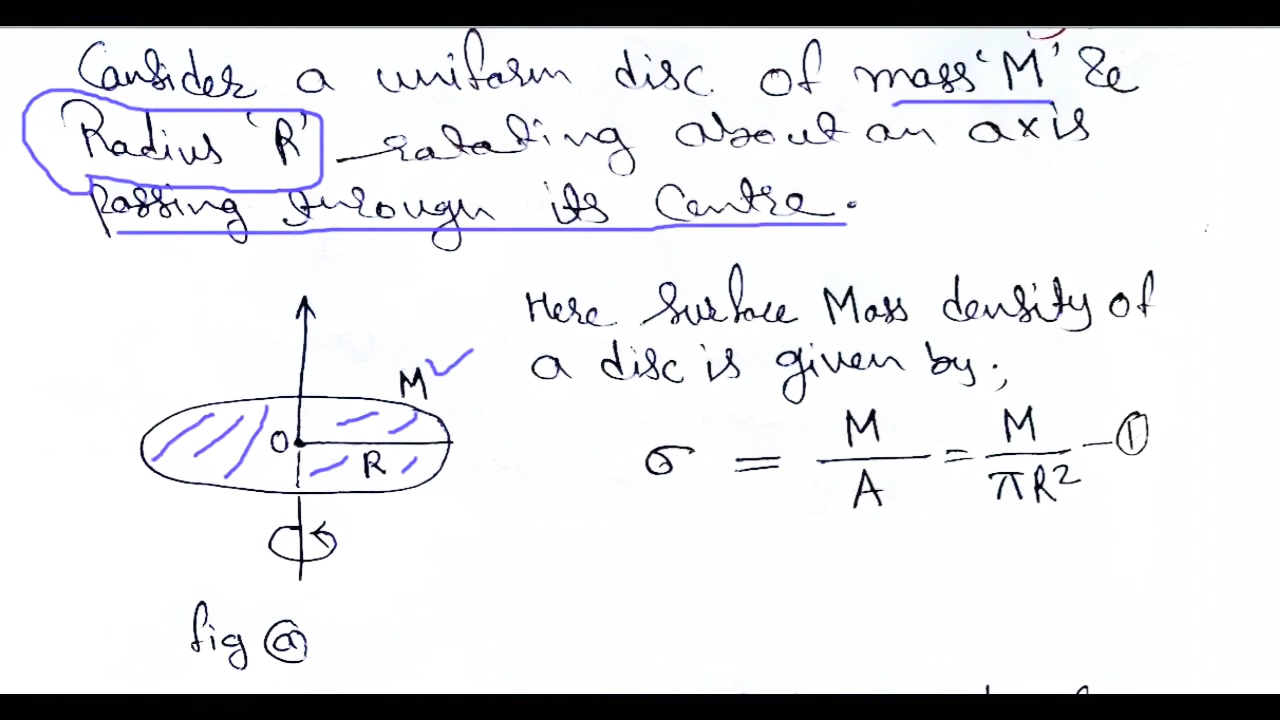 Consider a uniform disc of mass 'M' &
Radius 'R' rotating about an axis
passing through its Centre.
Here Surface Mass density of
a disc is given by;
σ = M/A = M/πR² — ①
M
O
R
fig ⓐ